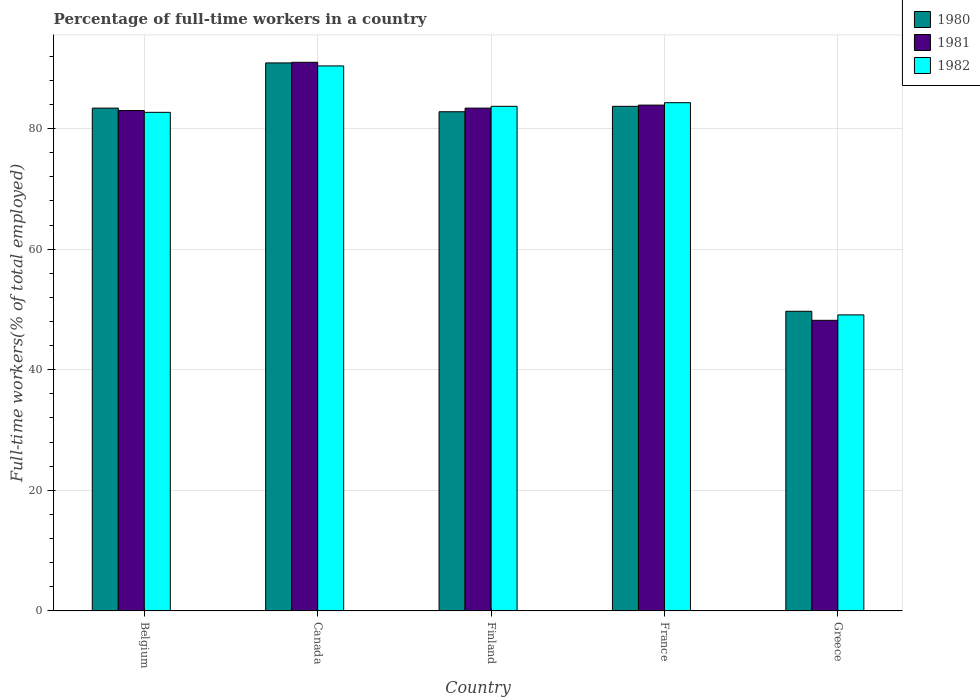 Percentage of full-time workers in a country
1980
1981
1982
Full-time workers(% of total employed)
80
60
40
20
0
Belgium
Canada
Finland
France
Greece
Country